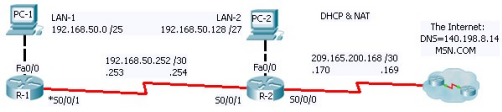 PC-1
LAN-1
192.168.50.0 /25
LAN-2
192.168.50.128 /27
PC-2
DHCP & NAT
The Internet:
DNS=140.198.8.14
MSN.COM
Fa0/0
192.168.50.252 /30
.253
.254
Fa0/0
209.165.200.168 /30
.170
.169
R-1
*S0/0/1
S0/0/1
R-2
S0/0/0